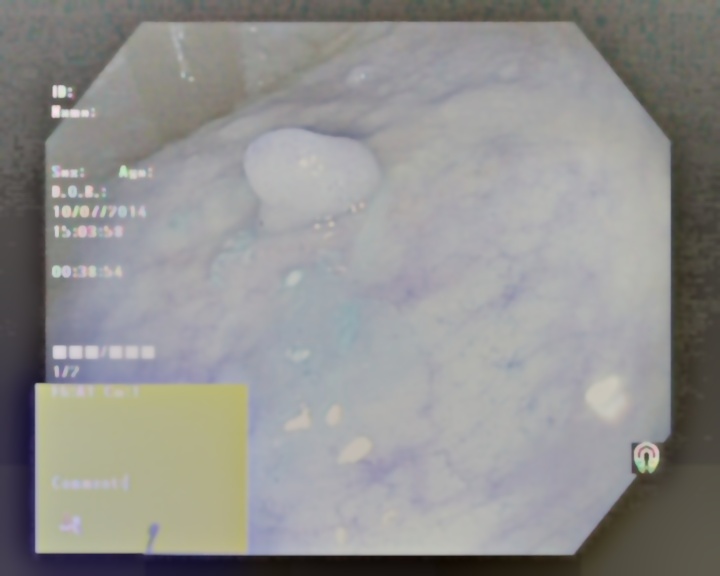 ID:
Name:
Sex: Age:
D.O.B.:
10/07/2014
15:03:58
00:38:54
1/7
Comment: